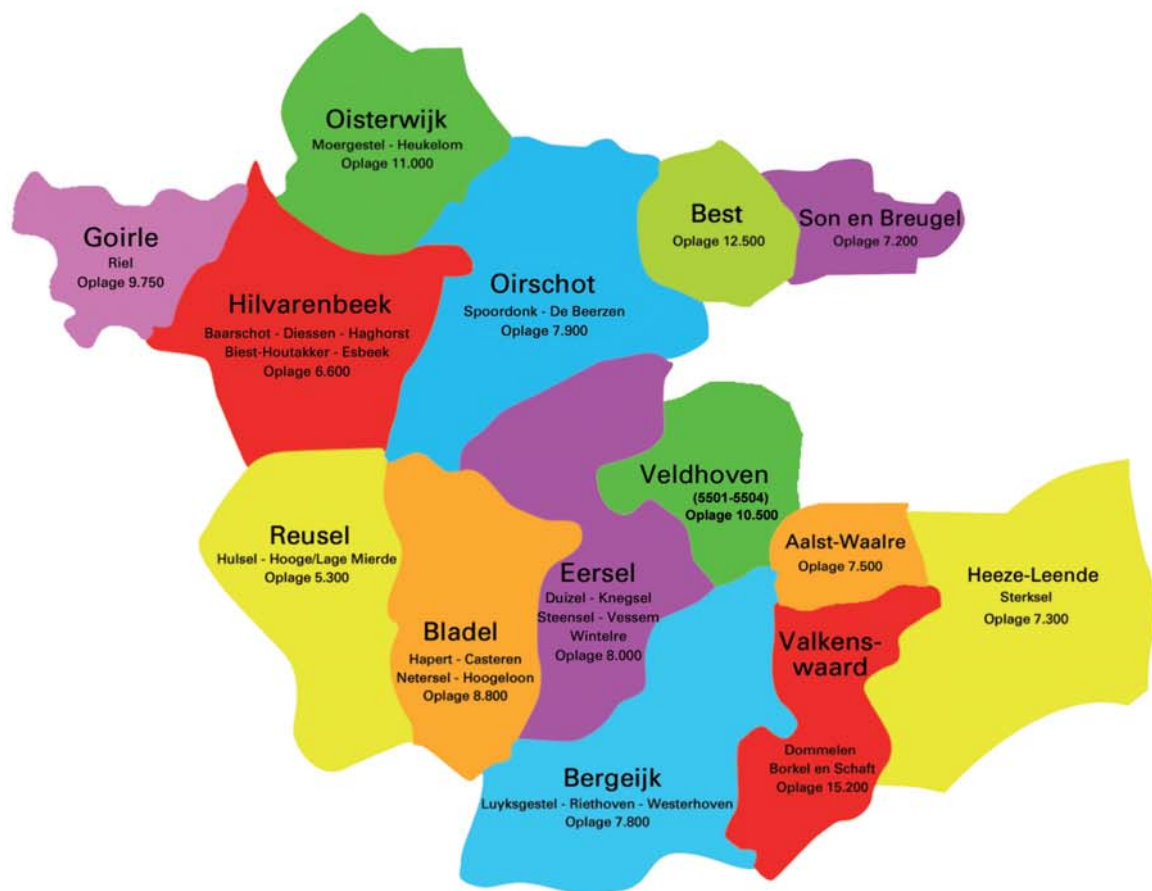 Oisterwijk
Moergestel - Heukelom
Oplage 11.000
Goirle
Riel
Oplage 9.750
Hilvarenbeek
Baarschot - Diessen - Haghorst
Biest-Houtakker - Esbeek
Oplage 6.600
Oirschot
Spoordonk - De Beerzen
Oplage 7.900
Best
Oplage 12.500
Son en Breugel
Oplage 7.200
Veldhoven
(5501-5504)
Oplage 10.500
Reusel
Hulsel - Hooge/Lage Mierde
Oplage 5.300
Bladel
Hapert - Casteren
Netersel - Hoogeloon
Oplage 8.800
Eersel
Duizel - Knegsel
Steensel - Vessem
Wintelre
Oplage 8.000
Aalst-Waalre
Oplage 7.500
Heeze-Leende
Sterksel
Oplage 7.300
Valkens-
waard
Dommelen
Borkel en Schaft
Oplage 15.200
Bergeijk
Luyksgestel - Riethoven - Westerhoven
Oplage 7.800